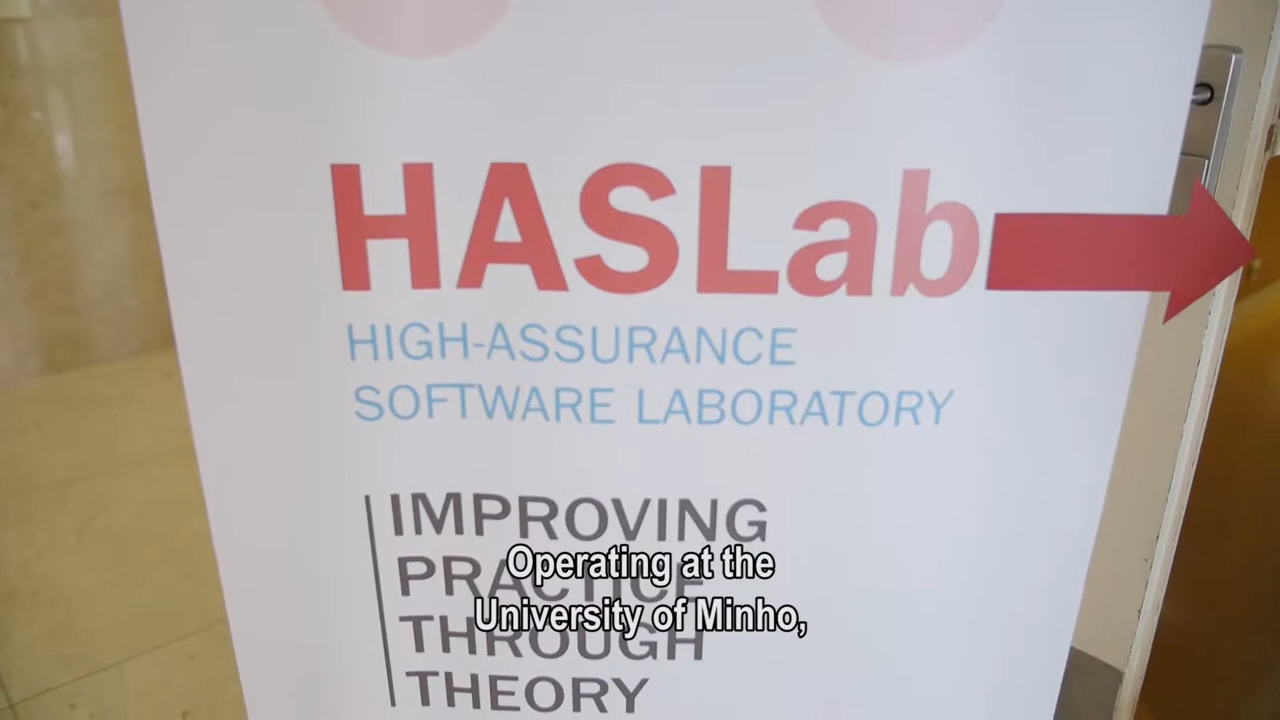 HASLab
HIGH-ASSURANCE
SOFTWARE LABORATORY
IMPROVING
PRACTICE
THROUGH
THEORY
Operating at the
University of Minho,